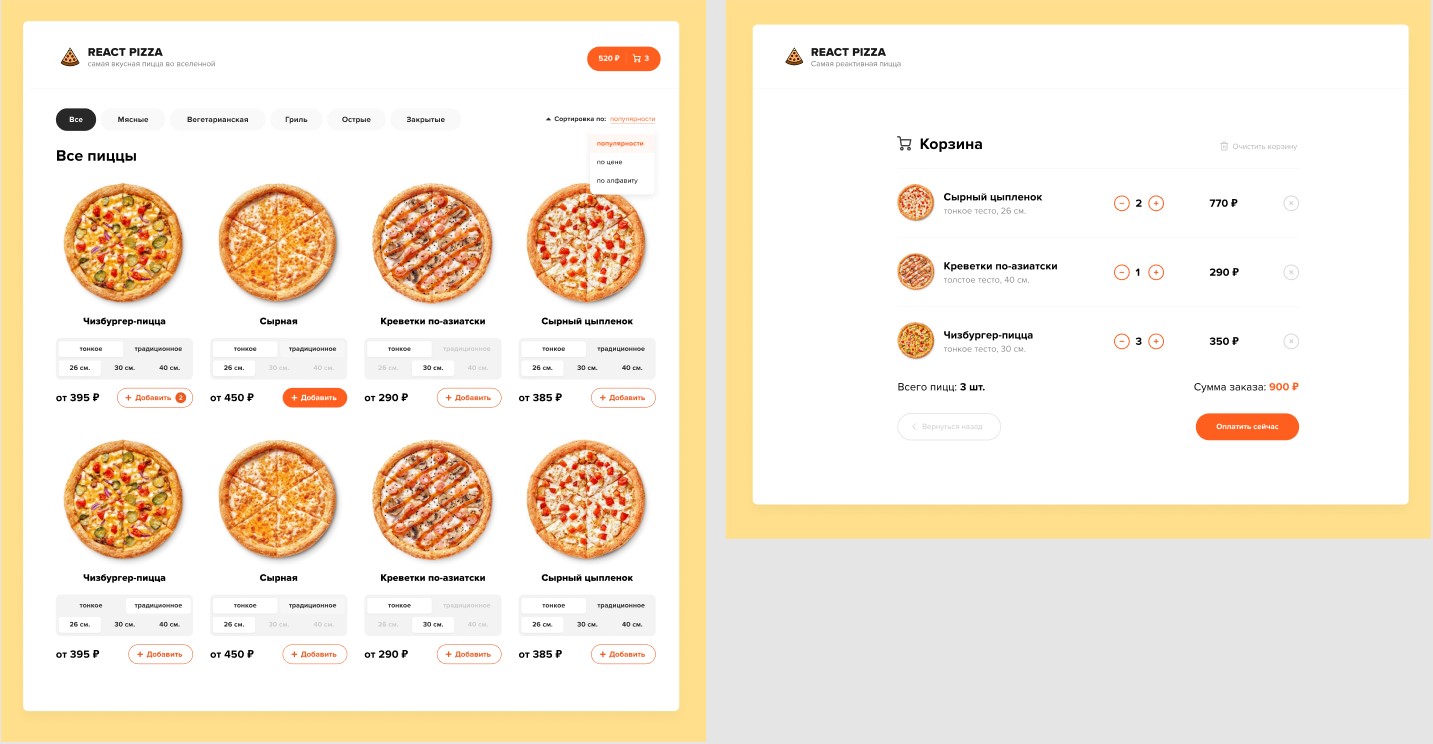 REACT PIZZA
самая вкусная пицца во вселенной
520 ₽ 3
Все Мясные Вегетарианская Гриль Острые Закрытые
Сортировка по: популярности
популярности
по цене
по алфавиту
Все пиццы
Чизбургер-пицца Сырная Креветки по-азиатски Сырный цыпленок
тонкое традиционное тонкое традиционное тонкое традиционное тонкое традиционное
26 см. 30 см. 40 см. 26 см. 30 см. 40 см. 26 см. 30 см. 40 см. 26 см. 30 см. 40 см.
от 395 ₽ + Добавить 2 от 450 ₽ + Добавить от 290 ₽ + Добавить от 385 ₽ + Добавить
Чизбургер-пицца Сырная Креветки по-азиатски Сырный цыпленок
тонкое традиционное тонкое традиционное тонкое традиционное тонкое традиционное
26 см. 30 см. 40 см. 26 см. 30 см. 40 см. 26 см. 30 см. 40 см. 26 см. 30 см. 40 см.
от 395 ₽ + Добавить от 450 ₽ + Добавить от 290 ₽ + Добавить от 385 ₽ + Добавить
REACT PIZZA
Самая реактивная пицца
Корзина Очистить корзину
Сырный цыпленок
тонкое тесто, 26 см.
2 770 ₽
Креветки по-азиатски
толстое тесто, 40 см.
1 290 ₽
Чизбургер-пицца
тонкое тесто, 30 см.
3 350 ₽
Всего пицц: 3 шт. Сумма заказа: 900 ₽
Вернуться назад Оплатить сейчас